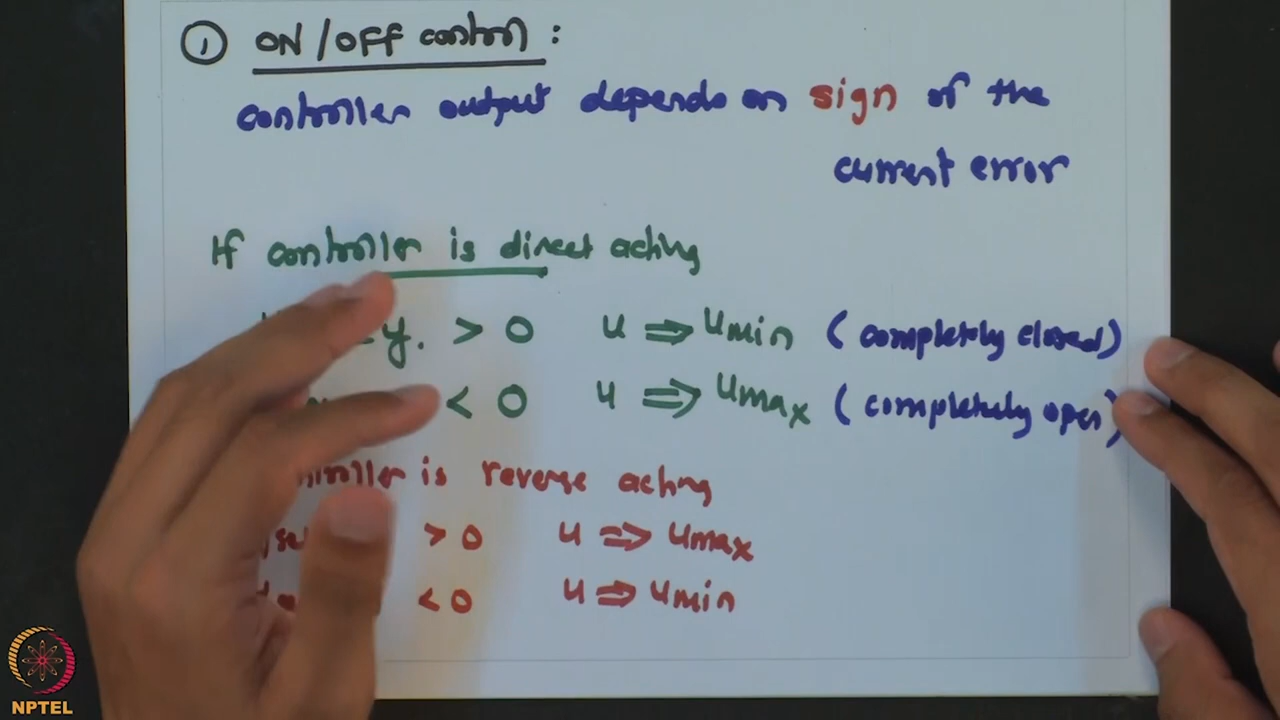 ① ON/OFF control:
controller output depends on sign of the
current error
If controller is direct acting
y. > 0 u ⇒ umin (completely closed)
< 0 u ⇒ umax (completely open)
is reverse acting
> 0 u ⇒ umax
< 0 u ⇒ umin
NPTEL